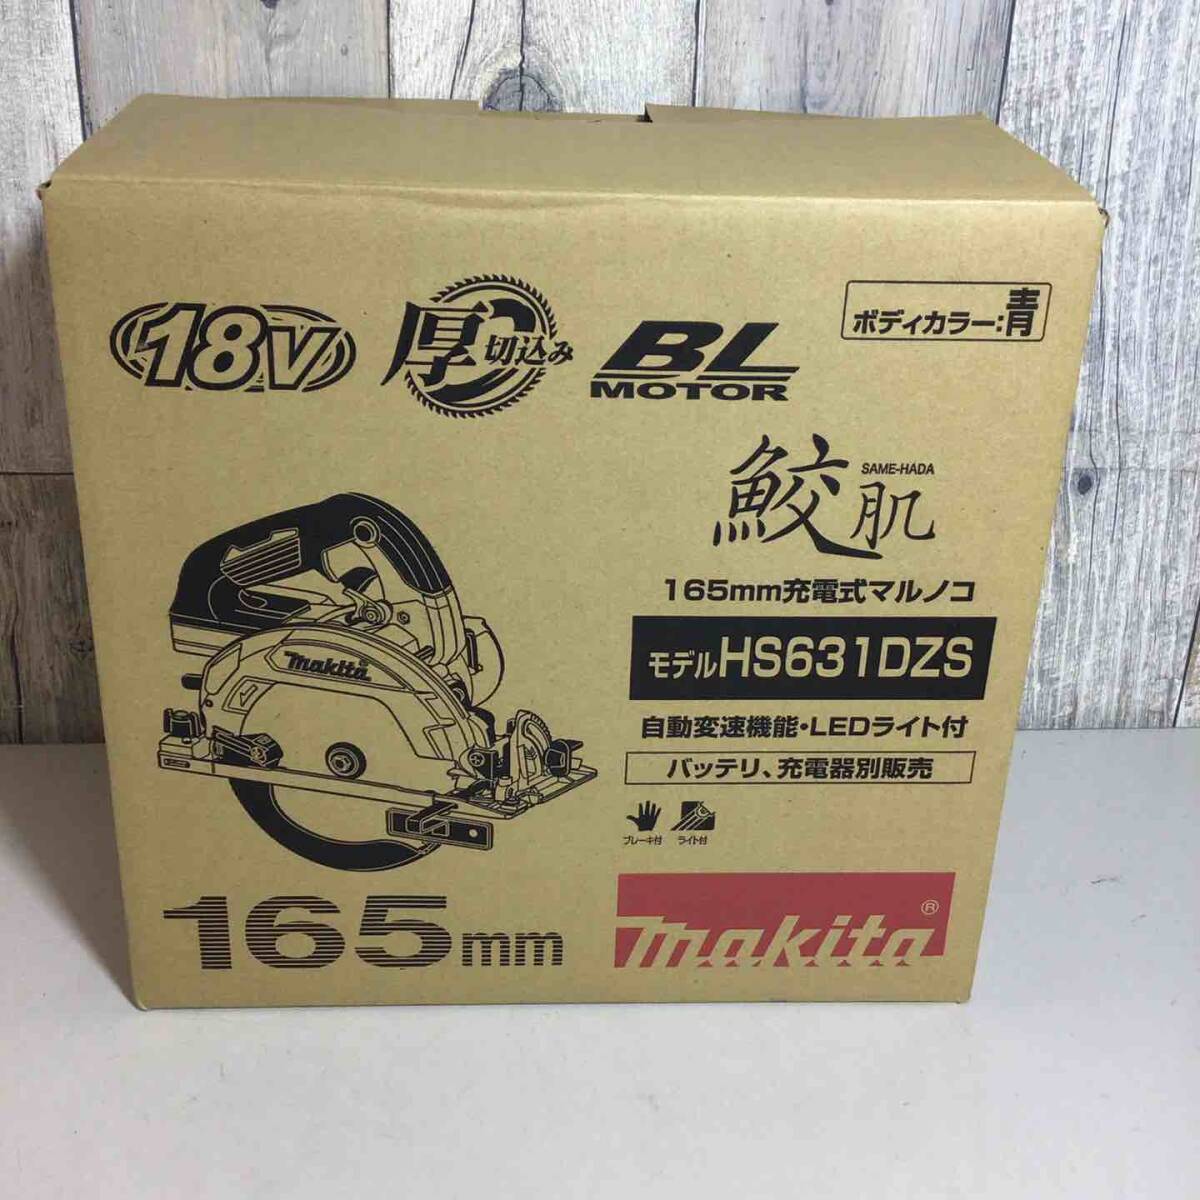 18V
厚切込み
BL
MOTOR
ボディカラー:青
鮫肌
SAME-HADA
165mm充電式マルノコ
モデルHS631DZS
自動変速機能・LEDライト付
バッテリ、充電器別販売
ブレーキ付
ライト付
makita
165mm
makita®